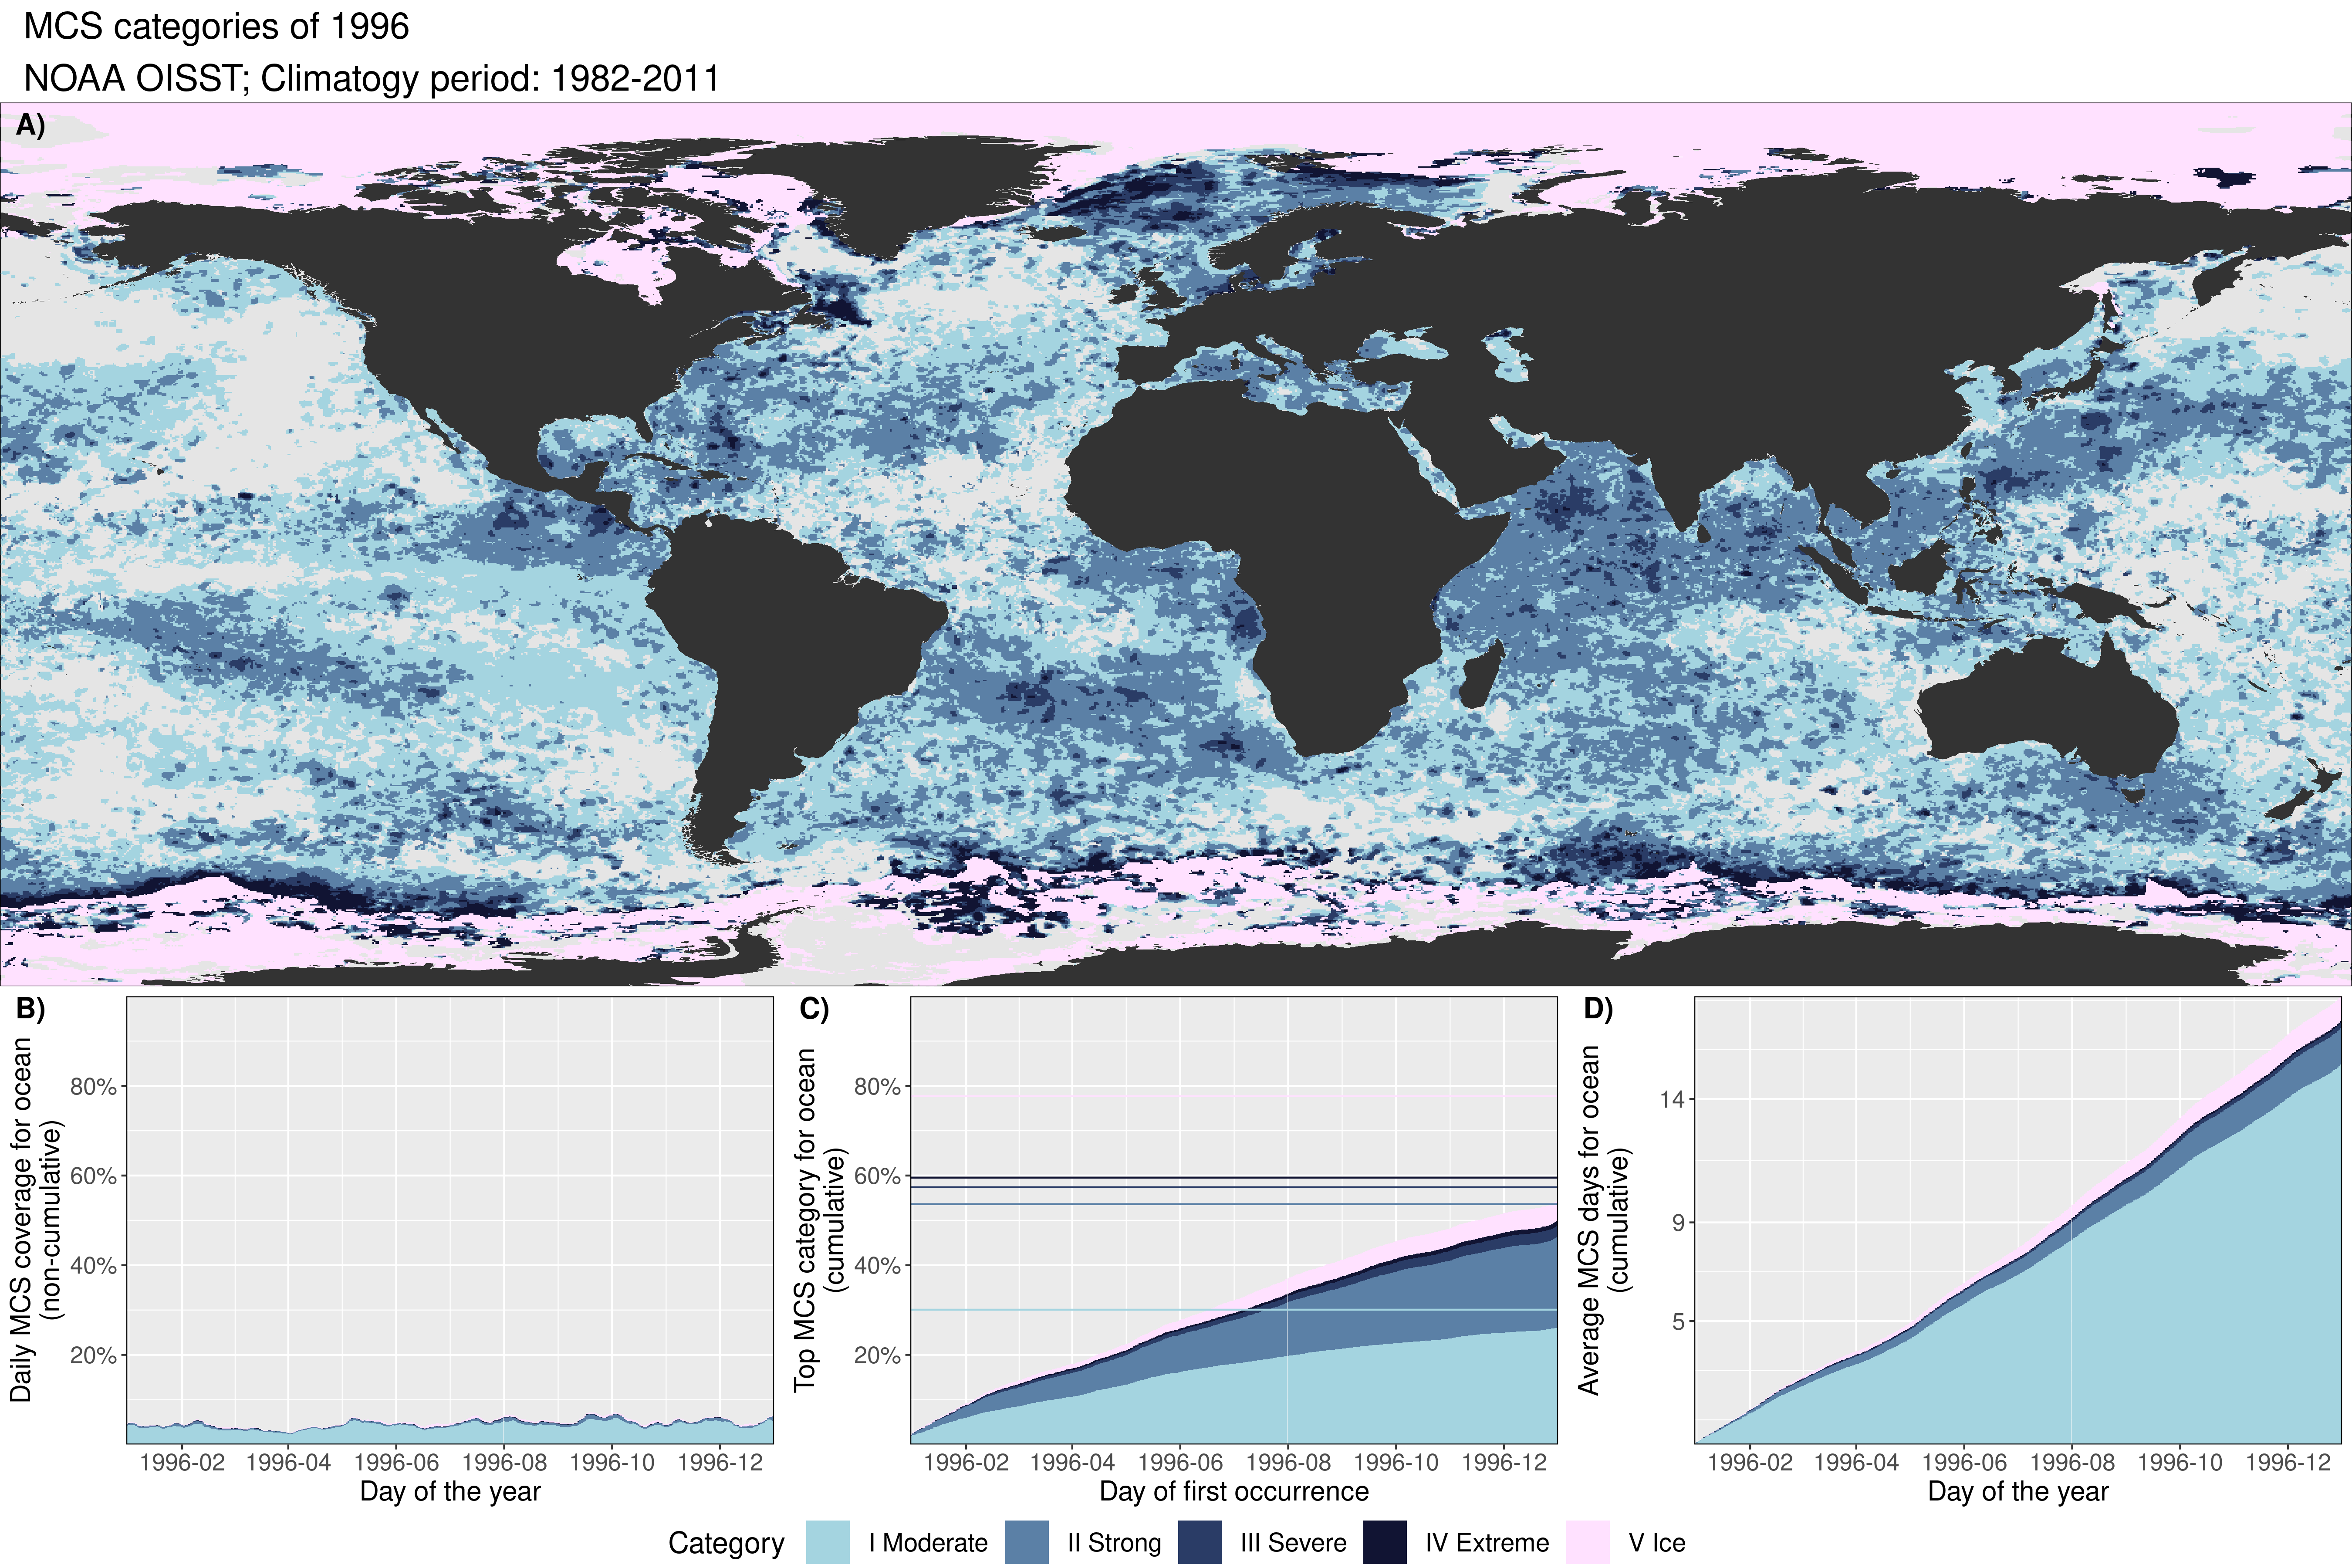 MCS categories of 1996
NOAA OISST; Climatogy period: 1982-2011
A)
B)
Daily MCS coverage for ocean
(non-cumulative)
80%
60%
40%
20%
1996-02 1996-04 1996-06 1996-08 1996-10 1996-12
Day of the year
C)
Top MCS category for ocean
(cumulative)
80%
60%
40%
20%
1996-02 1996-04 1996-06 1996-08 1996-10 1996-12
Day of first occurrence
D)
Average MCS days for ocean
(cumulative)
14
9
5
1996-02 1996-04 1996-06 1996-08 1996-10 1996-12
Day of the year
Category I Moderate II Strong III Severe IV Extreme V Ice